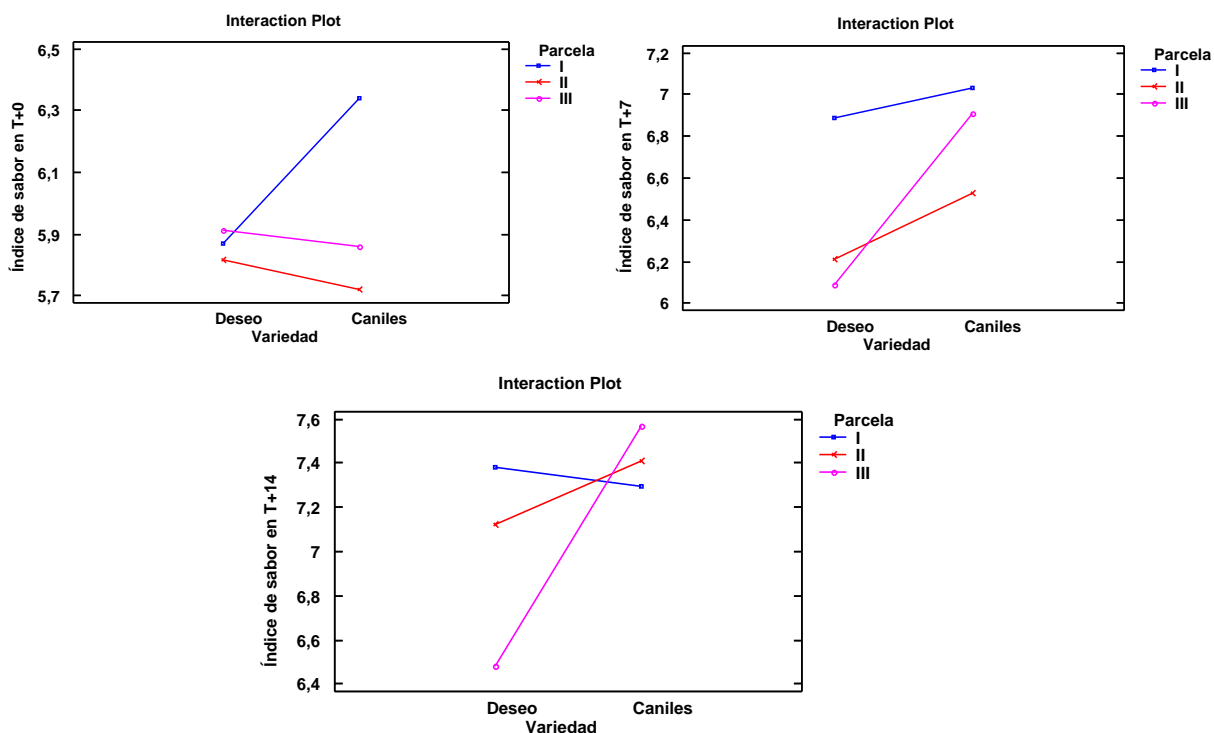 Interaction Plot
Índice de sabor en T+0
6,5
6,3
6,1
5,9
5,7
Deseo Caniles
Variedad
Parcela
I
II
III
Interaction Plot
Índice de sabor en T+7
7,2
7
6,8
6,6
6,4
6,2
6
Deseo Caniles
Variedad
Parcela
I
II
III
Interaction Plot
Índice de sabor en T+14
7,6
7,4
7,2
7
6,8
6,6
6,4
Deseo Caniles
Variedad
Parcela
I
II
III